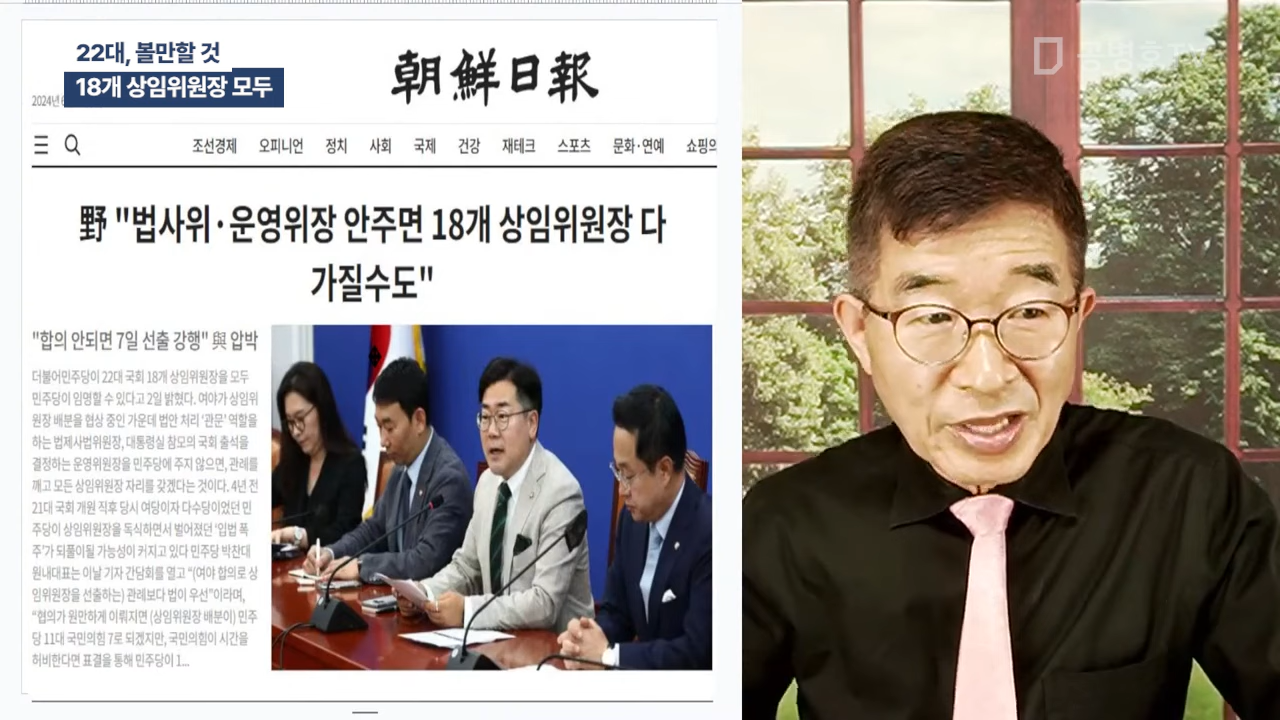 22대, 볼만할 것
18개 상임위원장 모두
朝鮮日報
2024년
조선경제 오피니언 정치 사회 국제 건강 재테크 스포츠 문화·연예 쇼핑의
野 "법사위·운영위장 안주면 18개 상임위원장 다
가질수도"
"합의 안되면 7일 선출 강행" 與 압박
더불어민주당이 22대 국회 18개 상임위원장을 모두
민주당이 임명할 수 있다고 2일 밝혔다. 여야가 상임위
원장 배분을 협상 중인 가운데 법안 처리 '관문' 역할을
하는 법제사법위원장, 대통령실 참모의 국회 출석을
결정하는 운영위원장을 민주당에 주지 않으면, 관례를
깨고 모든 상임위원장 자리를 갖겠다는 것이다. 4년 전
21대 국회 개원 직후 당시 여당이자 다수당이었던 민
주당이 상임위원장을 독식하면서 벌어졌던 '입법 폭
주'가 되풀이될 가능성이 커지고 있다 민주당 박찬대
원내대표는 이날 기자 간담회를 열고 "(여야 합의로 상
임위원장을 선출하는) 관례보다 법이 우선"이라며,
"협의가 원만하게 이뤄지면 (상임위원장 배분이) 민주
당 11대 국민의힘 7로 되겠지만, 국민의힘이 시간을
허비한다면 표결을 통해 민주당이 1...